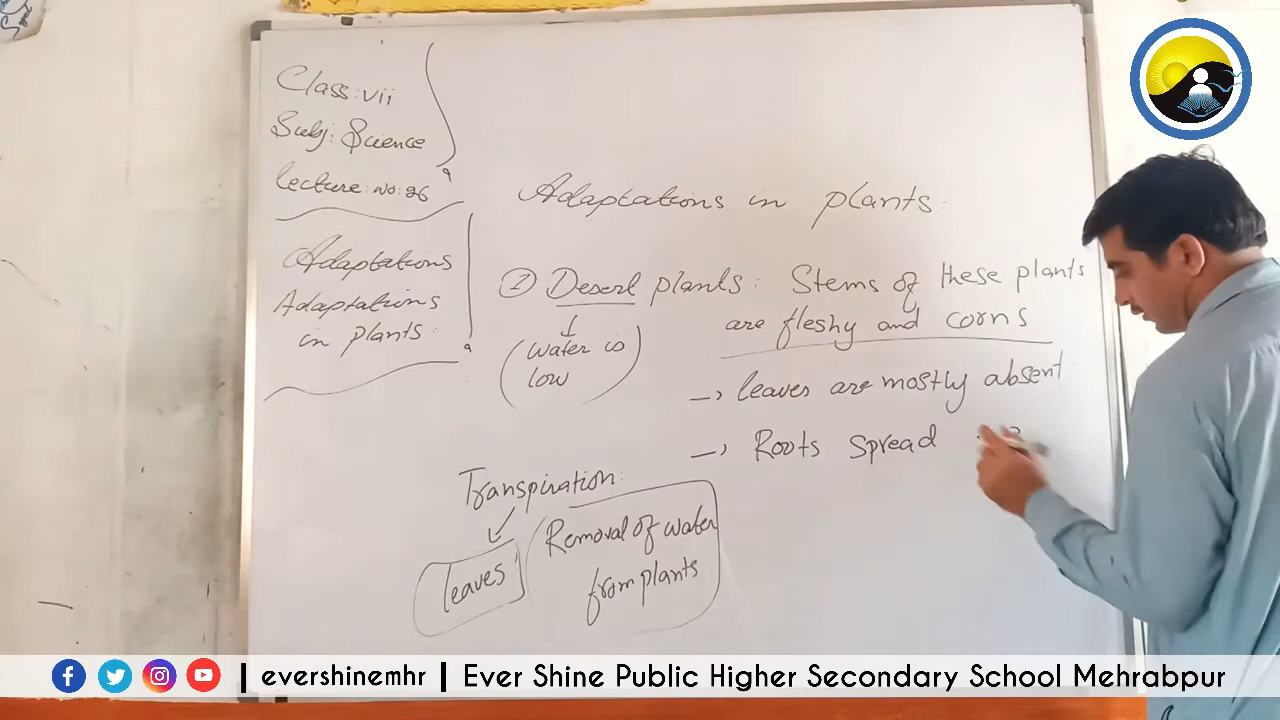 Class: vii
Subj: Science
Lecture: no: 26
Adaptations
Adaptations
in plants:
Adaptations in plants:
① Desert plants: Stems of these plants
are fleshy and corns
(water is
low)
→ leaves are mostly absent
→ Roots spread
Transpiration:
leaves
Removal of water
from plants
| evershinemhr | Ever Shine Public Higher Secondary School Mehrabpur